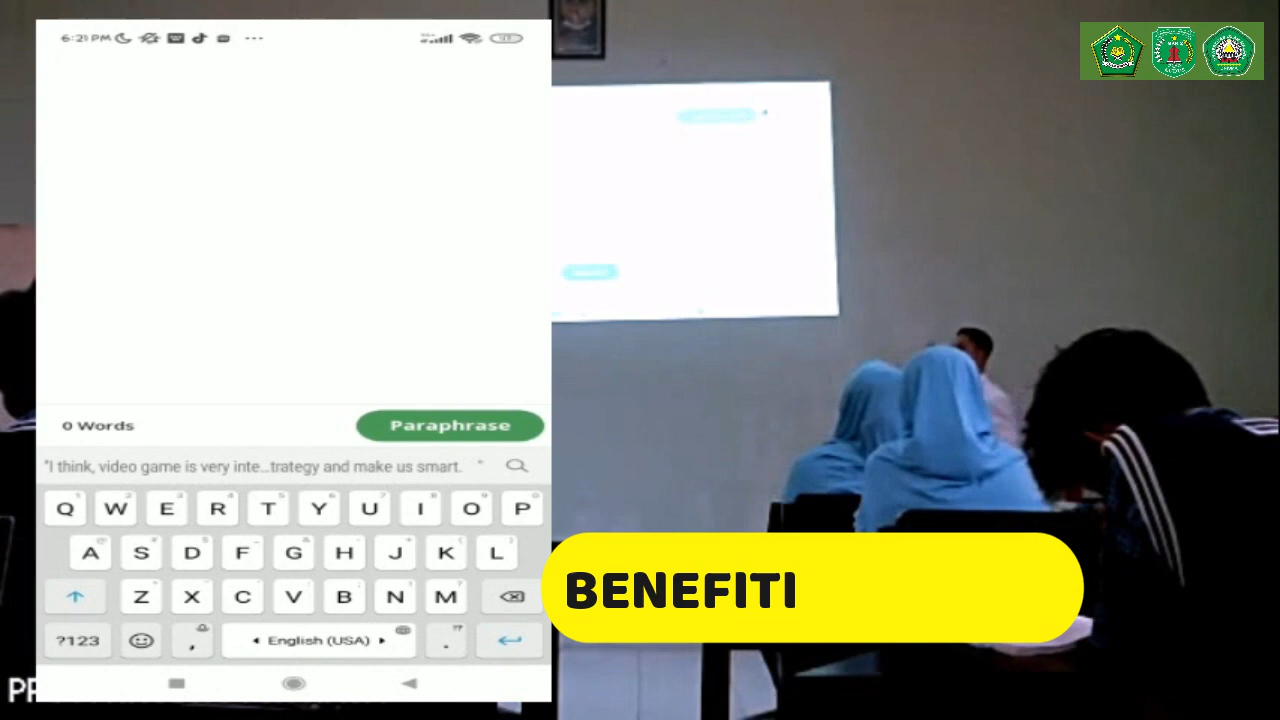 6:21 PM
0 Words
Paraphrase
"I think, video game is very inte...trategy and make us smart. "
Q W E R T Y U I O P
A S D F G H J K L
Z X C V B N M
?123 , English (USA) .
BENEFITI
PP